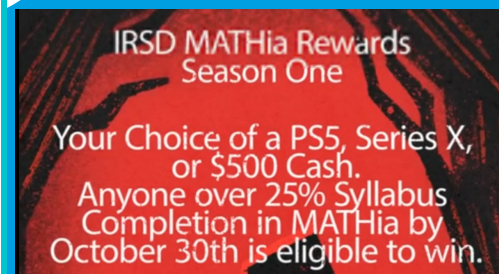 IRSD MATHia Rewards
Season One
Your Choice of a PS5, Series X,
or $500 Cash.
Anyone over 25% Syllabus
Completion in MATHia by
October 30th is eligible to win.